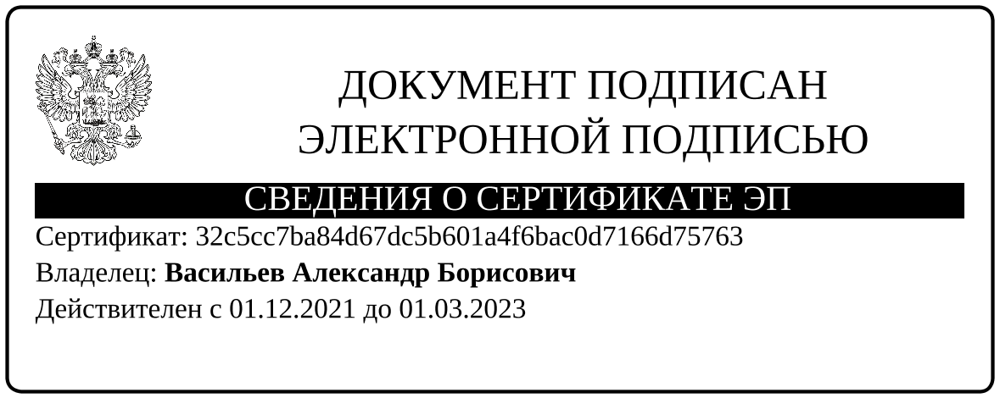 ДОКУМЕНТ ПОДПИСАН
ЭЛЕКТРОННОЙ ПОДПИСЬЮ
СВЕДЕНИЯ О СЕРТИФИКАТЕ ЭП
Сертификат: 32c5cc7ba84d67dc5b601a4f6bac0d7166d75763
Владелец: Васильев Александр Борисович
Действителен с 01.12.2021 до 01.03.2023